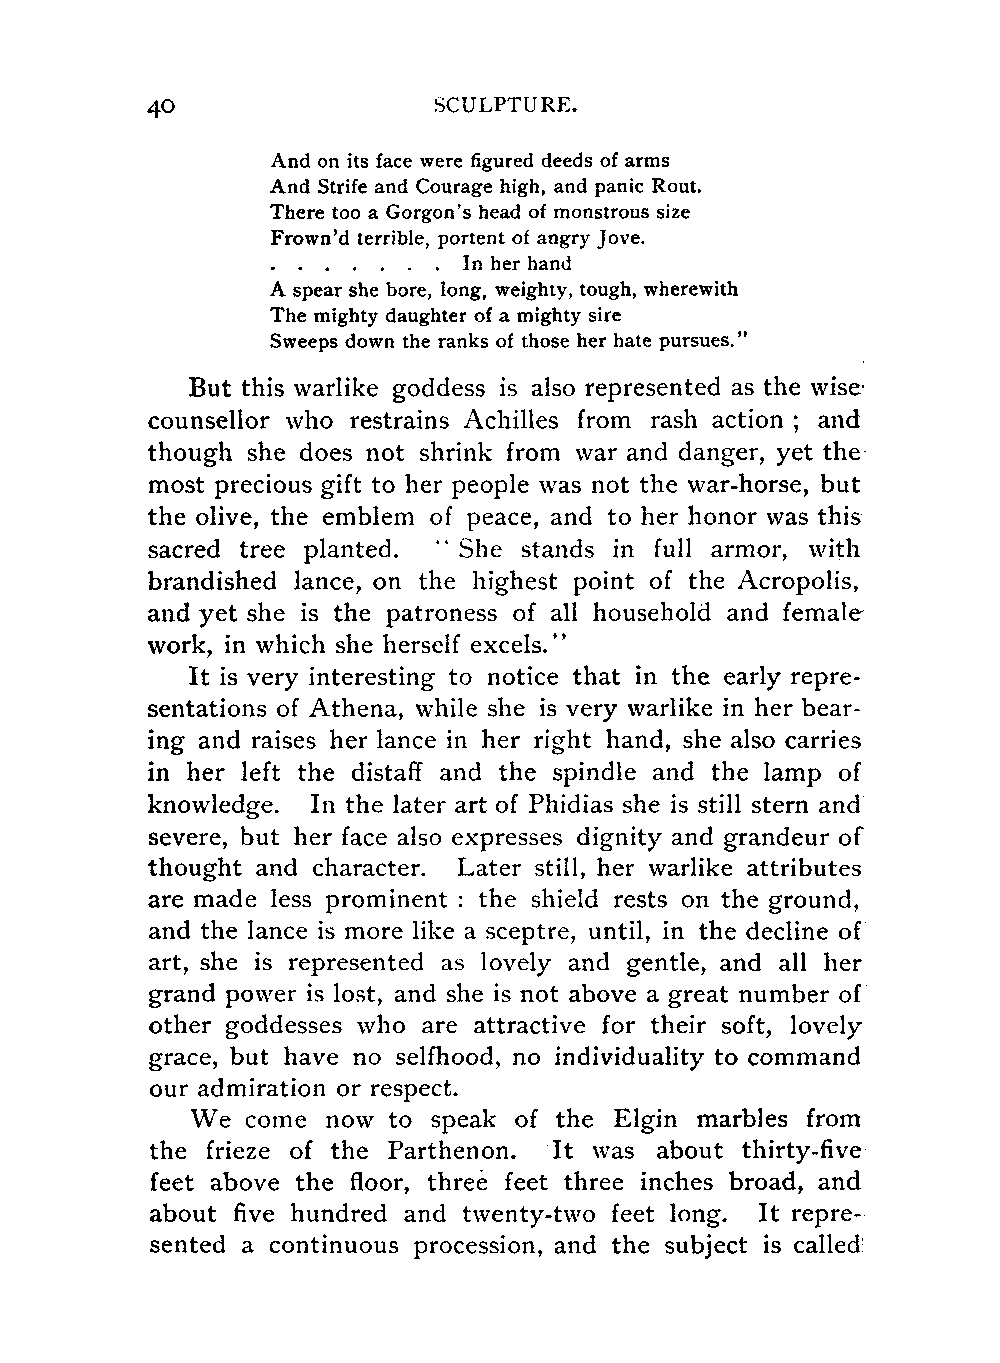 40 SCULPTURE.
And on its face were figured deeds of arms
And Strife and Courage high, and panic Rout.
There too a Gorgon's head of monstrous size
Frown'd terrible, portent of angry Jove.
. . . . . . . In her hand
A spear she bore, long, weighty, tough, wherewith
The mighty daughter of a mighty sire
Sweeps down the ranks of those her hate pursues."
But this warlike goddess is also represented as the wise
counsellor who restrains Achilles from rash action ; and
though she does not shrink from war and danger, yet the
most precious gift to her people was not the war-horse, but
the olive, the emblem of peace, and to her honor was this
sacred tree planted. "She stands in full armor, with
brandished lance, on the highest point of the Acropolis,
and yet she is the patroness of all household and female
work, in which she herself excels."
It is very interesting to notice that in the early repre-
sentations of Athena, while she is very warlike in her bear-
ing and raises her lance in her right hand, she also carries
in her left the distaff and the spindle and the lamp of
knowledge. In the later art of Phidias she is still stern and
severe, but her face also expresses dignity and grandeur of
thought and character. Later still, her warlike attributes
are made less prominent : the shield rests on the ground,
and the lance is more like a sceptre, until, in the decline of
art, she is represented as lovely and gentle, and all her
grand power is lost, and she is not above a great number of
other goddesses who are attractive for their soft, lovely
grace, but have no selfhood, no individuality to command
our admiration or respect.
We come now to speak of the Elgin marbles from
the frieze of the Parthenon. It was about thirty-five
feet above the floor, three feet three inches broad, and
about five hundred and twenty-two feet long. It repre-
sented a continuous procession, and the subject is called